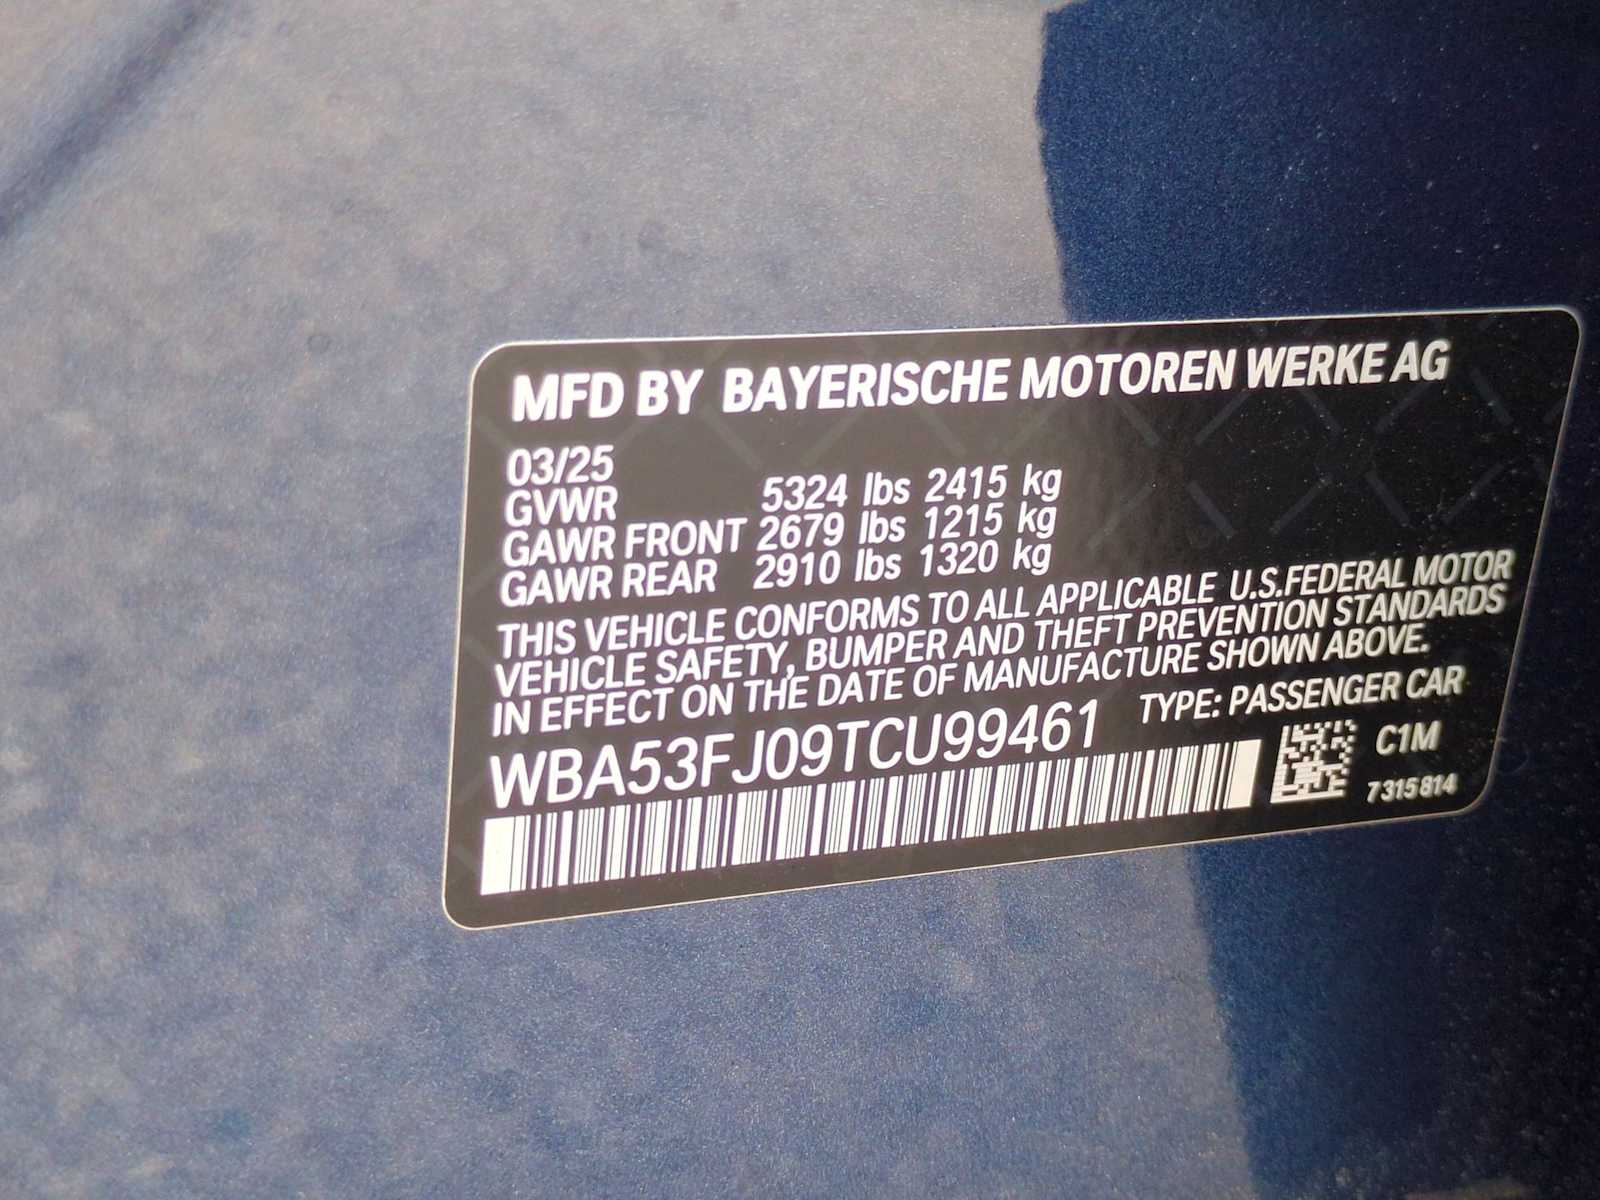 MFD BY BAYERISCHE MOTOREN WERKE AG
03/25
GVWR 5324 lbs 2415 kg
GAWR FRONT 2679 lbs 1215 kg
GAWR REAR 2910 lbs 1320 kg
THIS VEHICLE CONFORMS TO ALL APPLICABLE U.S.FEDERAL MOTOR
VEHICLE SAFETY, BUMPER AND THEFT PREVENTION STANDARDS
IN EFFECT ON THE DATE OF MANUFACTURE SHOWN ABOVE.
WBA53FJ09TCU99461 TYPE: PASSENGER CAR
C1M
7315814